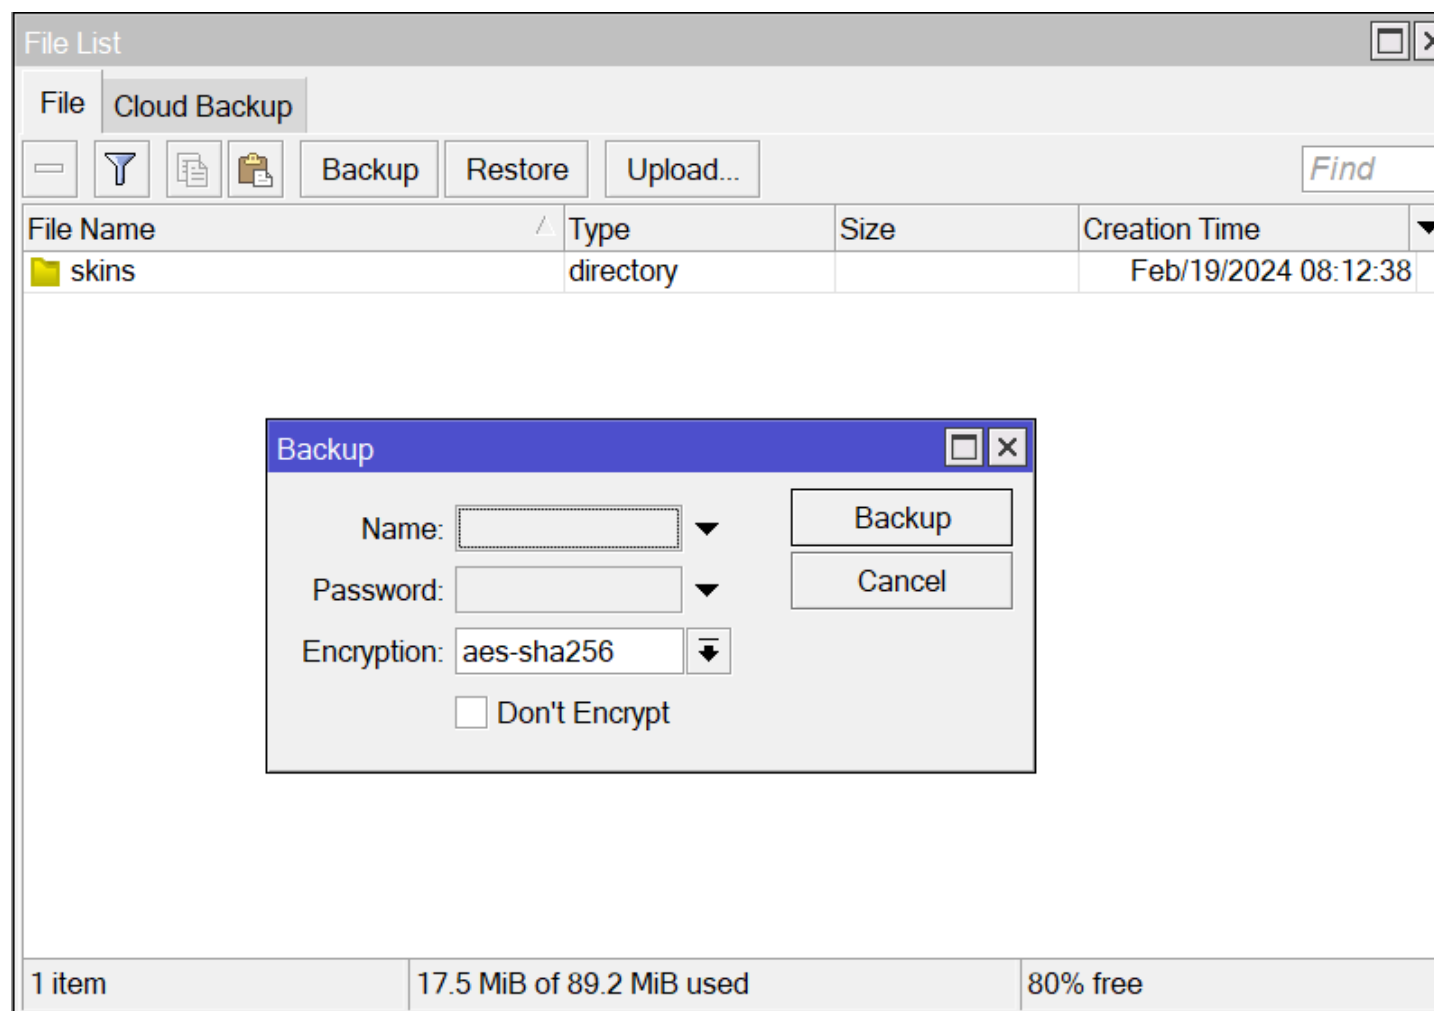 File List
File Cloud Backup
Backup Restore Upload... Find
File Name Type Size Creation Time
skins directory Feb/19/2024 08:12:38
Backup
Name: Backup
Password: Cancel
Encryption: aes-sha256
Don't Encrypt
1 item 17.5 MiB of 89.2 MiB used 80% free